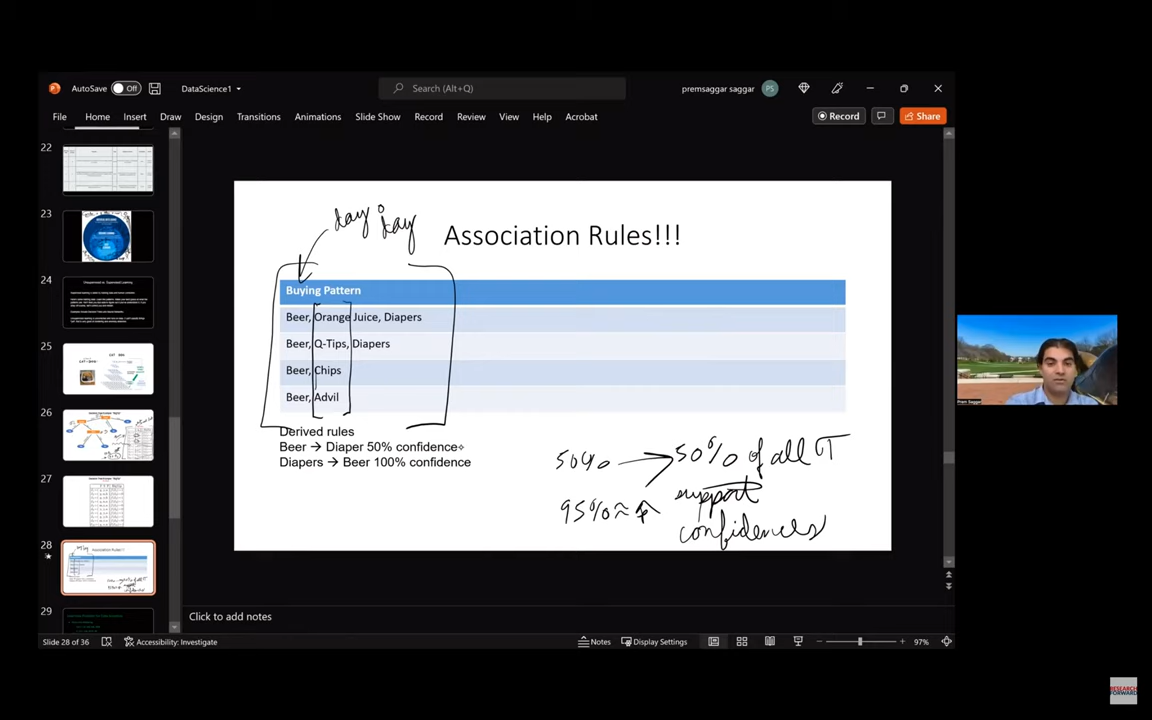 AutoSave Off DataScience1 Search (Alt+Q) premsaggar saggar PS
File Home Insert Draw Design Transitions Animations Slide Show Record Review View Help Acrobat Record Share
22
23
24
25
26
27
28
29
Association Rules!!!
Buying Pattern
Beer, Orange Juice, Diapers
Beer, Q-Tips, Diapers
Beer, Chips
Beer, Advil
Derived rules
Beer → Diaper 50% confidence
Diapers → Beer 100% confidence
50% → 50% of all T
95% ≈
support
confidences
Click to add notes
Slide 28 of 36 Accessibility: Investigate Notes Display Settings 97%
Prem Saggar
RESEARCH
FORWARD